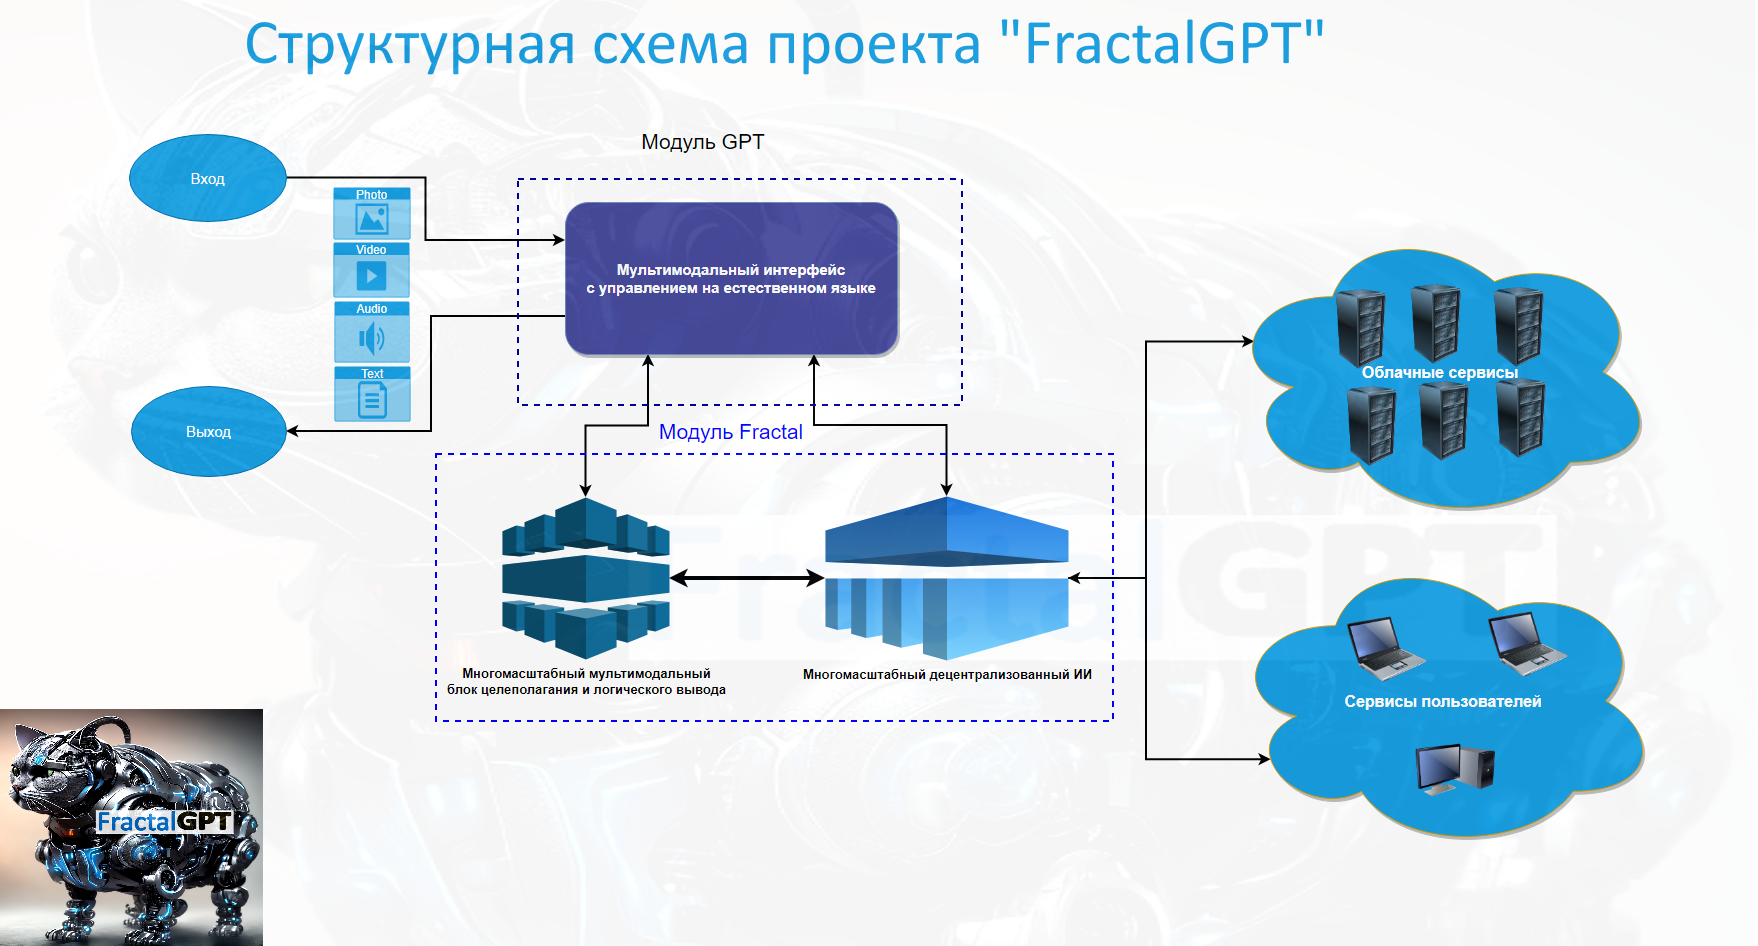 Структурная схема проекта "FractalGPT"
Модуль GPT
Вход
Photo
Video
Audio
Text
Выход
Мультимодальный интерфейс
с управлением на естественном языке
Модуль Fractal
Многомасштабный мультимодальный
блок целеполагания и логического вывода
Многомасштабный децентрализованный ИИ
Облачные сервисы
Сервисы пользователей
FractalGPT
FractalGPT